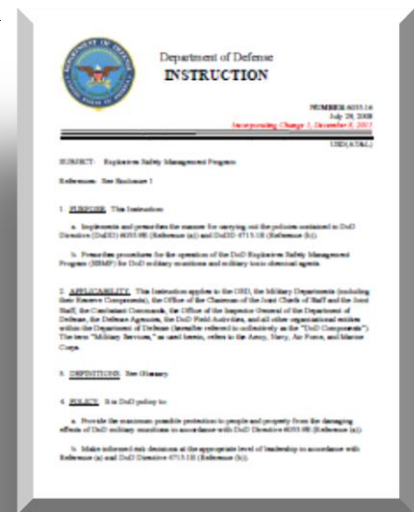 Department of Defense
INSTRUCTION
NUMBER 6055.16
July 29, 2008
Incorporating Change 1, December 8, 2011
USD(AT&L)
SUBJECT: Explosives Safety Management Program
References: See Enclosure 1
1. PURPOSE. This Instruction:
a. Implements and prescribes the manner for carrying out the policies contained in DoD
Directive (DoDD) 6055.9E (Reference (a)) and DoDD 4715.1E (Reference (b)).
b. Prescribes procedures for the operation of the DoD Explosives Safety Management
Program (ESMP) for DoD military munitions and military toxic chemical agents.
2. APPLICABILITY. This Instruction applies to the OSD, the Military Departments (including
their Reserve Components), the Office of the Chairman of the Joint Chiefs of Staff and the Joint
Staff, the Combatant Commands, the Office of the Inspector General of the Department of
Defense, the Defense Agencies, the DoD Field Activities, and all other organizational entities
within the Department of Defense (hereafter referred to collectively as the "DoD Components").
The term "Military Services," as used herein, refers to the Army, Navy, Air Force, and Marine
Corps.
3. DEFINITIONS. See Glossary.
4. POLICY. It is DoD policy to:
a. Provide the maximum possible protection to people and property from the damaging
effects of DoD military munitions in accordance with DoD Directive 6055.9E (Reference (a)).
b. Make informed risk decisions at the appropriate level of leadership in accordance with
Reference (a) and DoD Directive 4715.1E (Reference (b)).